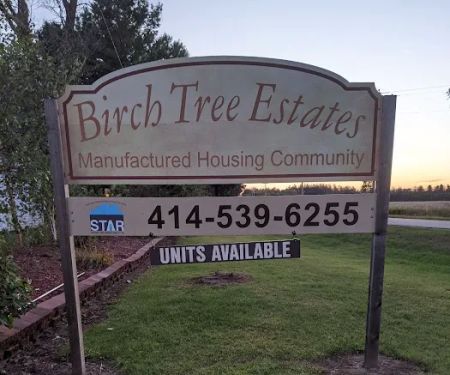 Birch Tree Estates
Manufactured Housing Community
STAR
414-539-6255
UNITS AVAILABLE